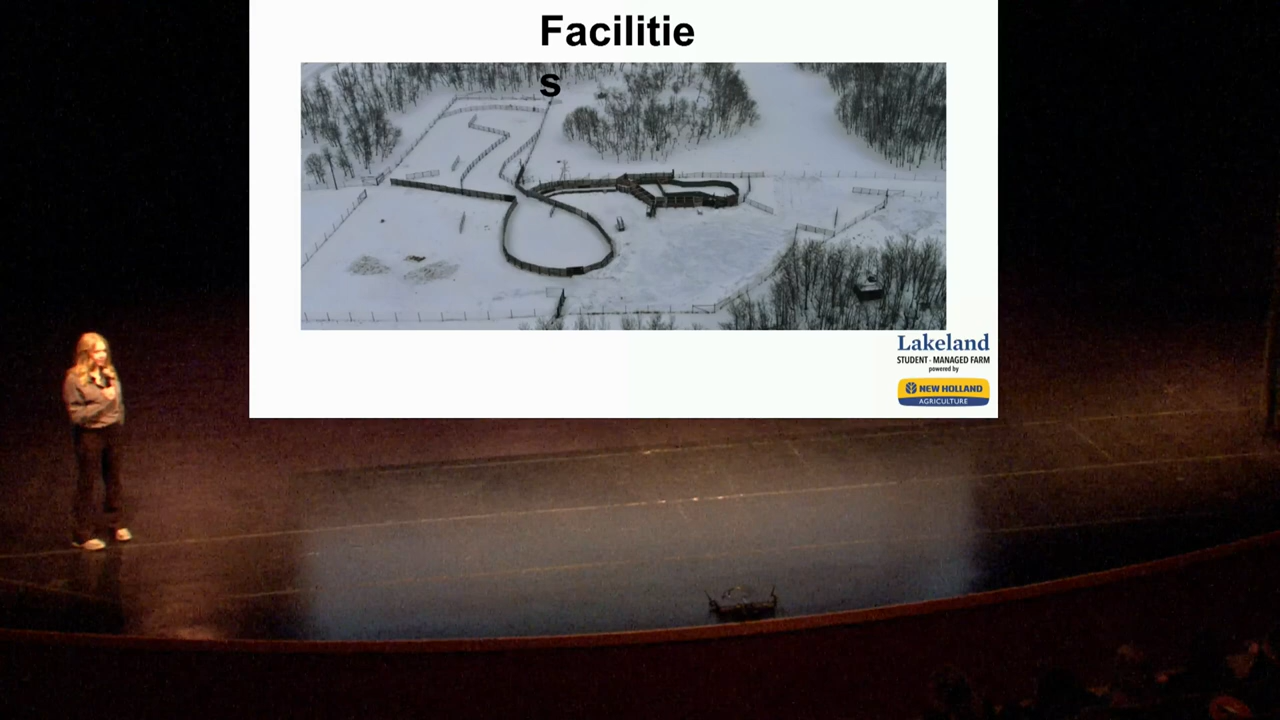 Facilitie
s
Lakeland
STUDENT-MANAGED FARM
powered by
NEW HOLLAND
AGRICULTURE